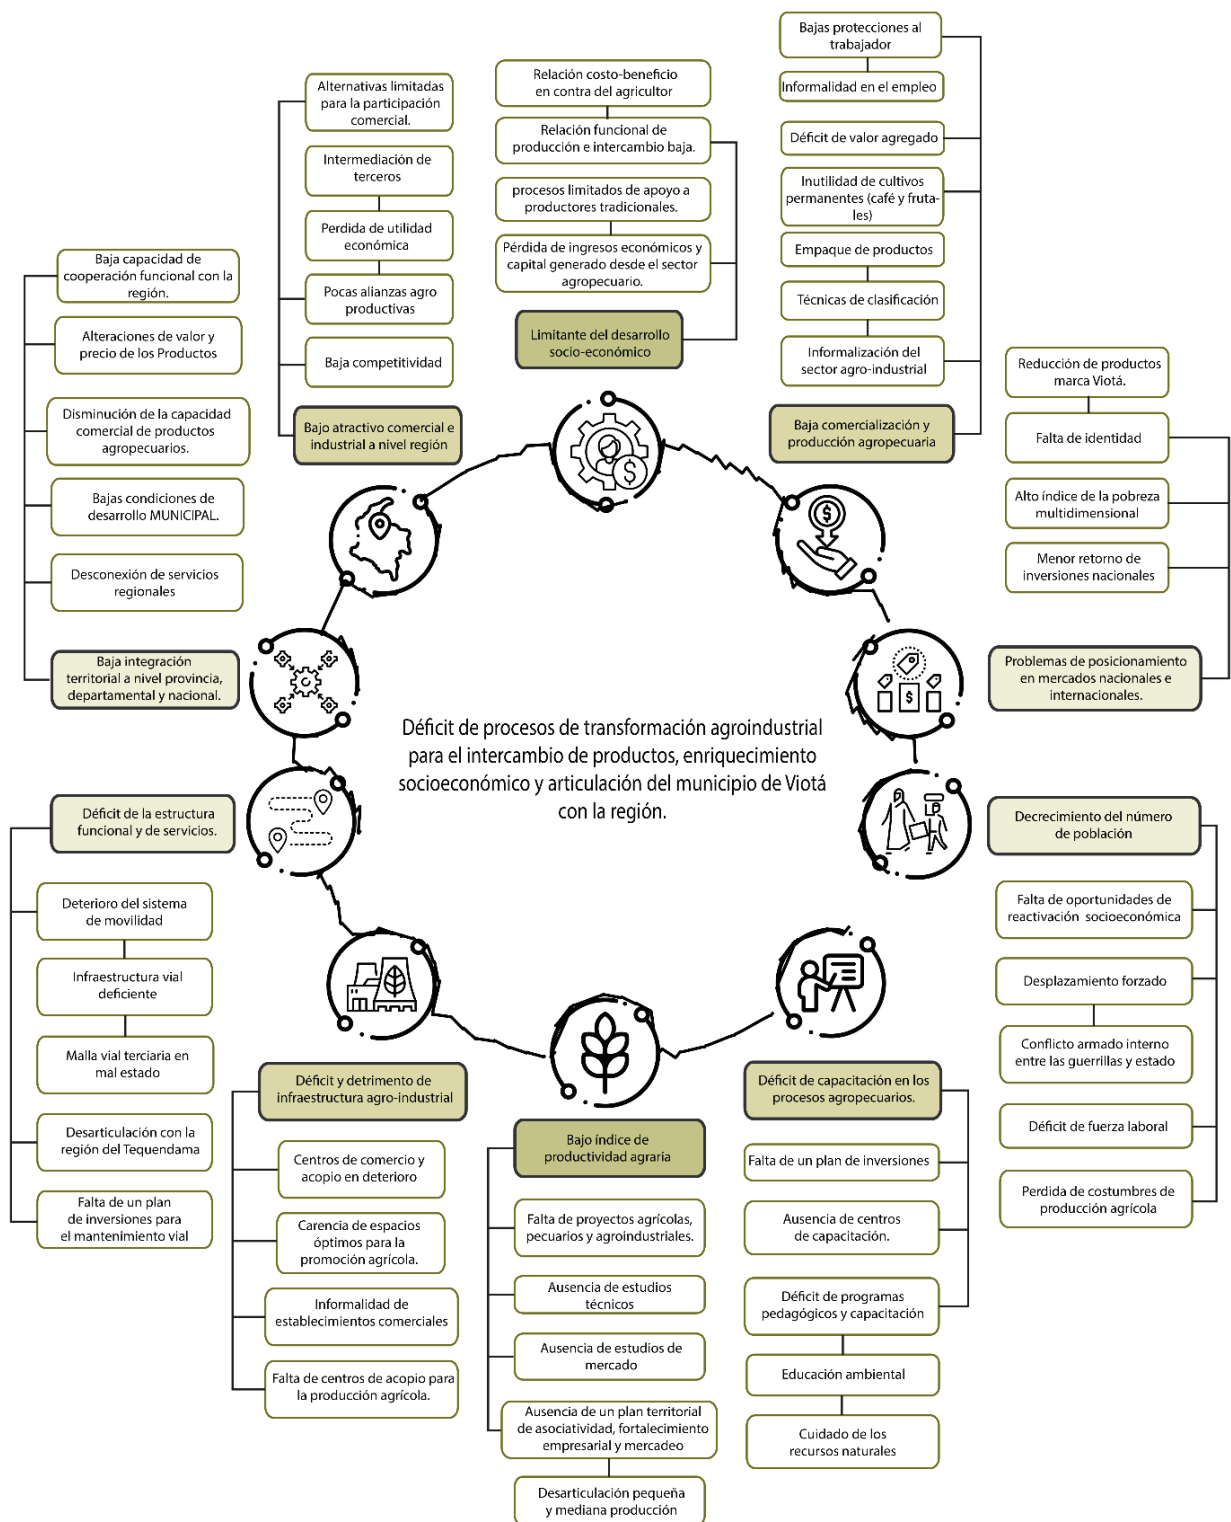 Bajas protecciones al
trabajador
Informalidad en el empleo
Déficit de valor agregado
Inutilidad de cultivos
permanentes (café y fruta-
les)
Empaque de productos
Técnicas de clasificación
Informalización del
sector agro-industrial
Baja comercialización y
producción agropecuaria
Relación costo-beneficio
en contra del agricultor
Relación funcional de
producción e intercambio baja.
procesos limitados de apoyo a
productores tradicionales.
Pérdida de ingresos económicos y
capital generado desde el sector
agropecuario.
Limitante del desarrollo
socio-económico
Alternativas limitadas
para la participación
comercial.
Intermediación de
terceros
Perdida de utilidad
económica
Pocas alianzas agro
productivas
Baja competitividad
Bajo atractivo comercial e
industrial a nivel región
Baja capacidad de
cooperación funcional con la
región.
Alteraciones de valor y
precio de los Productos
Disminución de la capacidad
comercial de productos
agropecuarios.
Bajas condiciones de
desarrollo MUNICIPAL.
Desconexión de servicios
regionales
Baja integración
territorial a nivel provincia,
departamental y nacional.
Reducción de productos
marca Viotá.
Falta de identidad
Alto índice de la pobreza
multidimensional
Menor retorno de
inversiones nacionales
Problemas de posicionamiento
en mercados nacionales e
internacionales.
$
$
$
Déficit de procesos de transformación agroindustrial
para el intercambio de productos, enriquecimiento
socioeconómico y articulación del municipio de Viotá
con la región.
Déficit de la estructura
funcional y de servicios.
Deterioro del sistema
de movilidad
Infraestructura vial
deficiente
Malla vial terciaria en
mal estado
Desarticulación con la
región del Tequendama
Falta de un plan
de inversiones para
el mantenimiento vial
Déficit y detrimento de
infraestructura agro-industrial
Centros de comercio y
acopio en deterioro
Carencia de espacios
óptimos para la
promoción agrícola.
Informalidad de
establecimientos comerciales
Falta de centros de acopio para
la producción agrícola.
Bajo índice de
productividad agraria
Falta de proyectos agrícolas,
pecuarios y agroindustriales.
Ausencia de estudios
técnicos
Ausencia de estudios de
mercado
Ausencia de un plan territorial
de asociatividad, fortalecimiento
empresarial y mercadeo
Desarticulación pequeña
y mediana producción
Déficit de capacitación en los
procesos agropecuarios.
Falta de un plan de inversiones
Ausencia de centros
de capacitación.
Déficit de programas
pedagógicos y capacitación
Educación ambiental
Cuidado de los
recursos naturales
Decrecimiento del número
de población
Falta de oportunidades de
reactivación socioeconómica
Desplazamiento forzado
Conflicto armado interno
entre las guerrillas y estado
Déficit de fuerza laboral
Perdida de costumbres de
producción agrícola